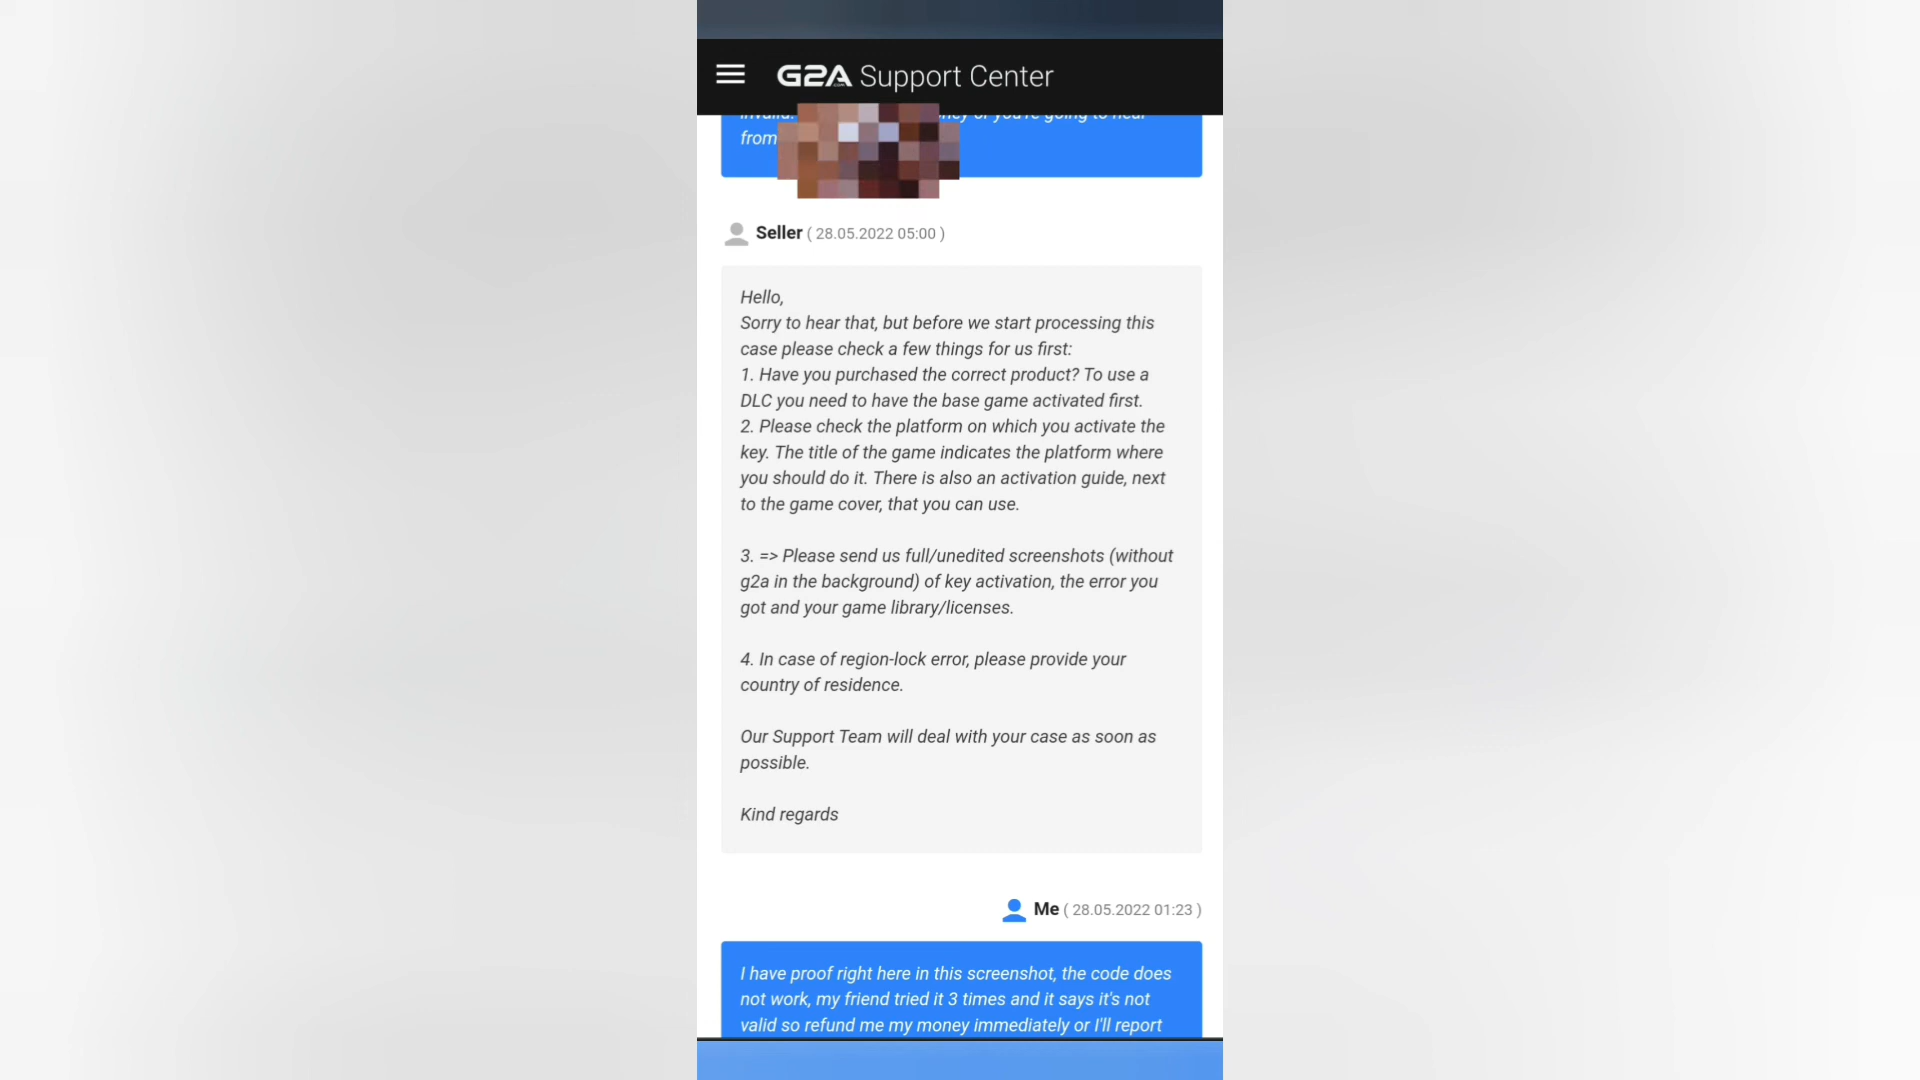 G2A Support Center
or you're going to hear
from
Seller ( 28.05.2022 05:00 )
Hello,
Sorry to hear that, but before we start processing this
case please check a few things for us first:
1. Have you purchased the correct product? To use a
DLC you need to have the base game activated first.
2. Please check the platform on which you activate the
key. The title of the game indicates the platform where
you should do it. There is also an activation guide, next
to the game cover, that you can use.
3. => Please send us full/unedited screenshots (without
g2a in the background) of key activation, the error you
got and your game library/licenses.
4. In case of region-lock error, please provide your
country of residence.
Our Support Team will deal with your case as soon as
possible.
Kind regards
Me ( 28.05.2022 01:23 )
I have proof right here in this screenshot, the code does
not work, my friend tried it 3 times and it says it's not
valid so refund me my money immediately or I'll report